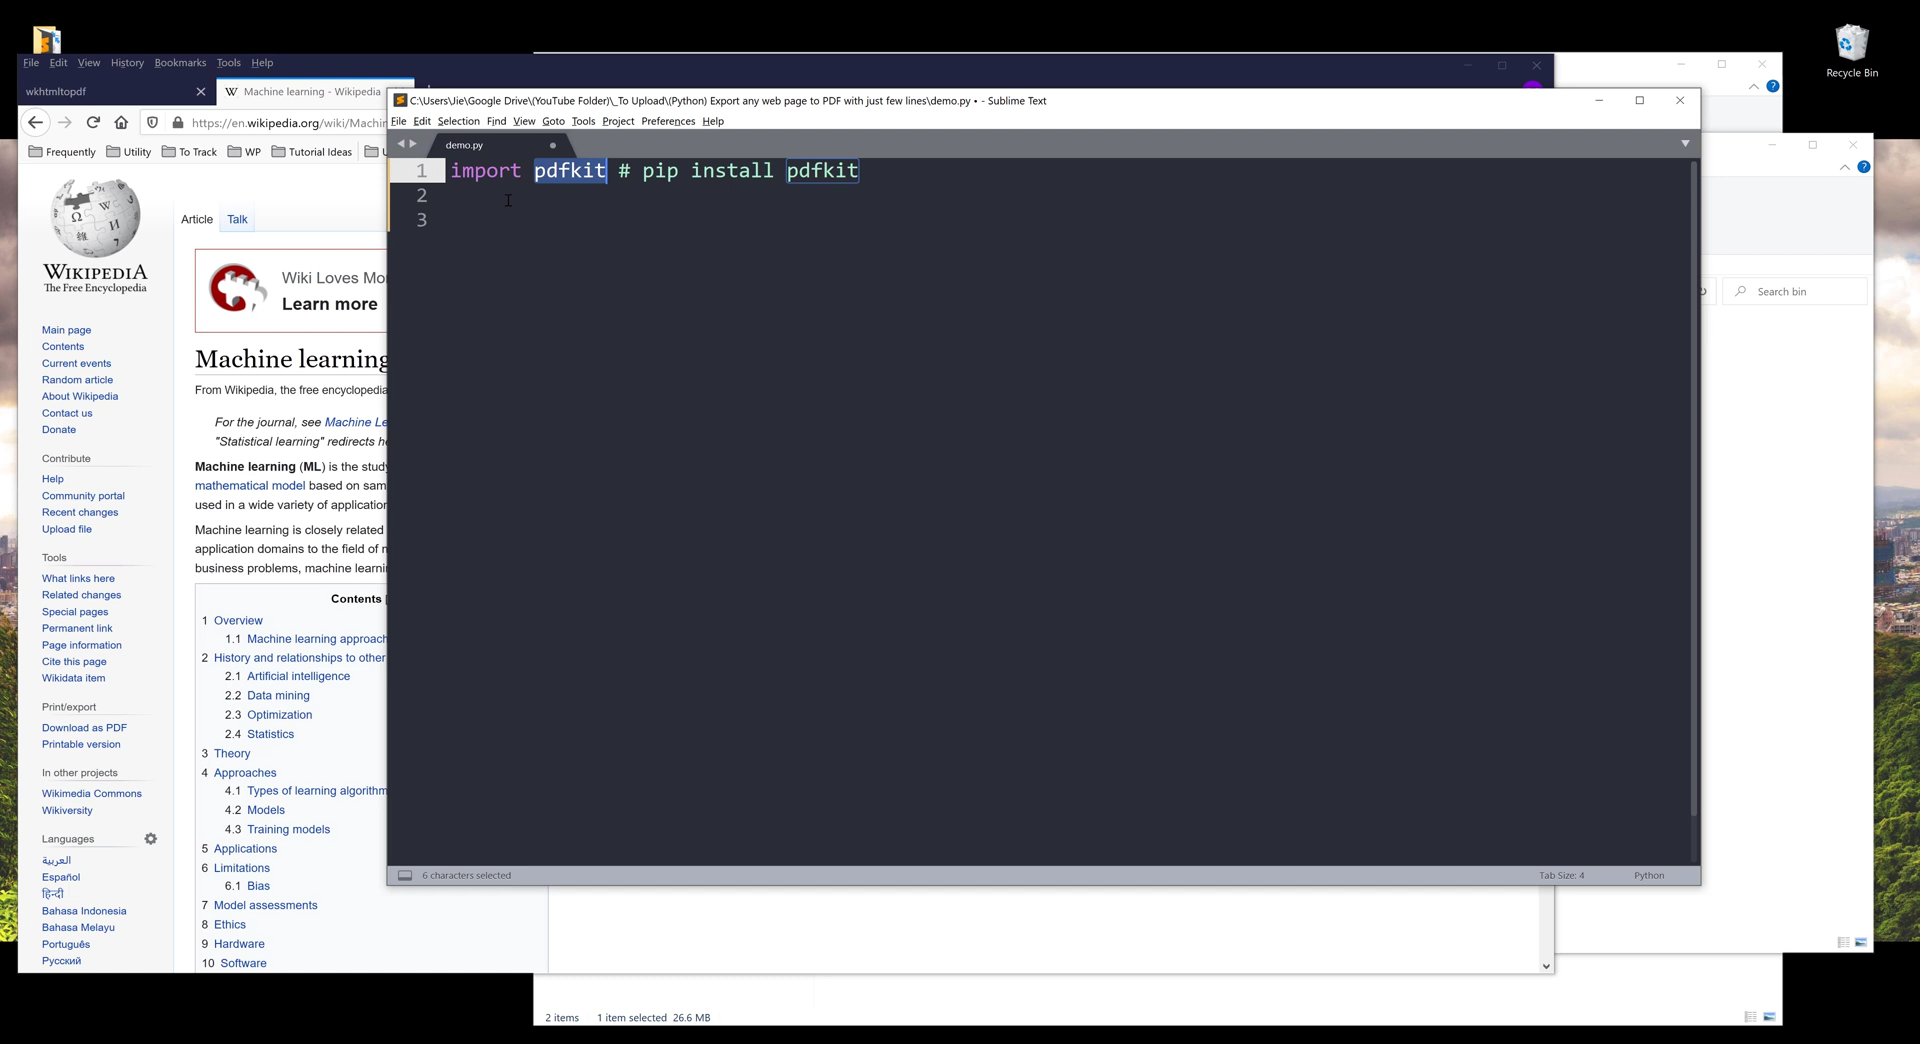 Recycle Bin
File Edit View History Bookmarks Tools Help
wkhtmltopdf
Machine learning - Wikipedia
https://en.wikipedia.org/wiki/Machin
Frequently Utility To Track WP Tutorial Ideas
C:\Users\Jie\Google Drive\(YouTube Folder)\_To Upload\(Python) Export any web page to PDF with just few lines\demo.py • - Sublime Text
File Edit Selection Find View Goto Tools Project Preferences Help
demo.py
1 import pdfkit # pip install pdfkit
2
3
6 characters selected
Tab Size: 4
Python
WIKIPEDIA
The Free Encyclopedia
Main page
Contents
Current events
Random article
About Wikipedia
Contact us
Donate
Contribute
Help
Community portal
Recent changes
Upload file
Tools
What links here
Related changes
Special pages
Permanent link
Page information
Cite this page
Wikidata item
Print/export
Download as PDF
Printable version
In other projects
Wikimedia Commons
Wikiversity
Languages
العربية
Español
हिन्दी
Bahasa Indonesia
Bahasa Melayu
Português
Русский
Article Talk
Wiki Loves Mo
Learn more
Machine learning
From Wikipedia, the free encyclopedia
For the journal, see Machine Le
"Statistical learning" redirects he
Machine learning (ML) is the study
mathematical model based on sam
used in a wide variety of application
Machine learning is closely related
application domains to the field of
business problems, machine learni
Contents
1 Overview
1.1 Machine learning approach
2 History and relationships to other
2.1 Artificial intelligence
2.2 Data mining
2.3 Optimization
2.4 Statistics
3 Theory
4 Approaches
4.1 Types of learning algorithm
4.2 Models
4.3 Training models
5 Applications
6 Limitations
6.1 Bias
7 Model assessments
8 Ethics
9 Hardware
10 Software
Search bin
2 items 1 item selected 26.6 MB